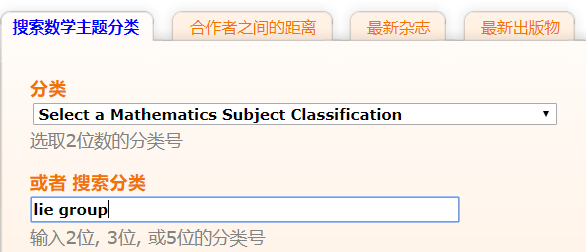 搜索数学主题分类 合作者之间的距离 最新杂志 最新出版物
分类
Select a Mathematics Subject Classification
选取2位数的分类号
或者 搜索分类
lie group
输入2位, 3位, 或5位的分类号